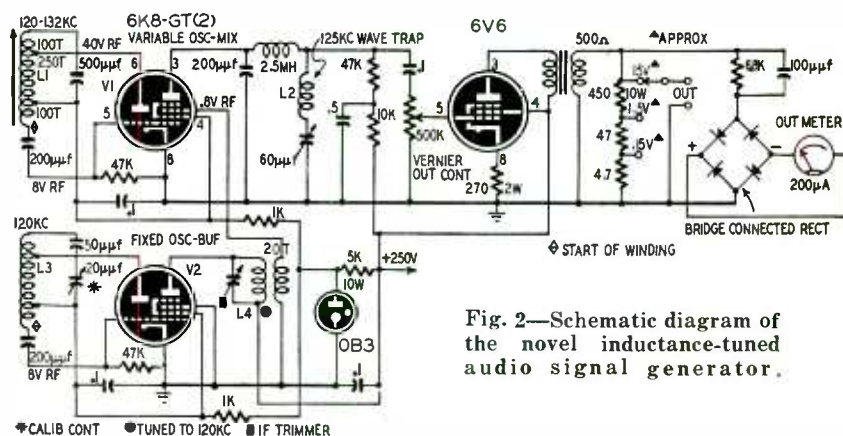 120-132KC
6K8-GT(2)
VARIABLE OSC-MIX
6V6
100T
250T
L1
100T
40V RF
500µµf
6
3
V1
5
4
8
200µµf
2.5MH
.8V RF
L2
125KC WAVE TRAP
47K
.1
.5
10K
500K
60µµ
VERNIER
OUT CONT
5
3
4
8
270
2W
500Ω
▲APPROX
15V▲
450
10W
1.5V▲
47
.15V▲
4.7
OUT
100µµf
OUT METER
+
-
200µA
BRIDGE CONNECTED RECT
◊START OF WINDING
◊
200µµf
8V RF
47K
.1
1K
120KC
FIXED OSC-BUF
20T
50µµf
L3
20µµf
*
◊
V2
L4
5K
10W
+250V
OB3
200µµf
8V RF
47K
.1
1K
.1
*CALIB CONT ●TUNED TO 120KC ■ IF TRIMMER
Fig. 2—Schematic diagram of
the novel inductance-tuned
audio signal generator.